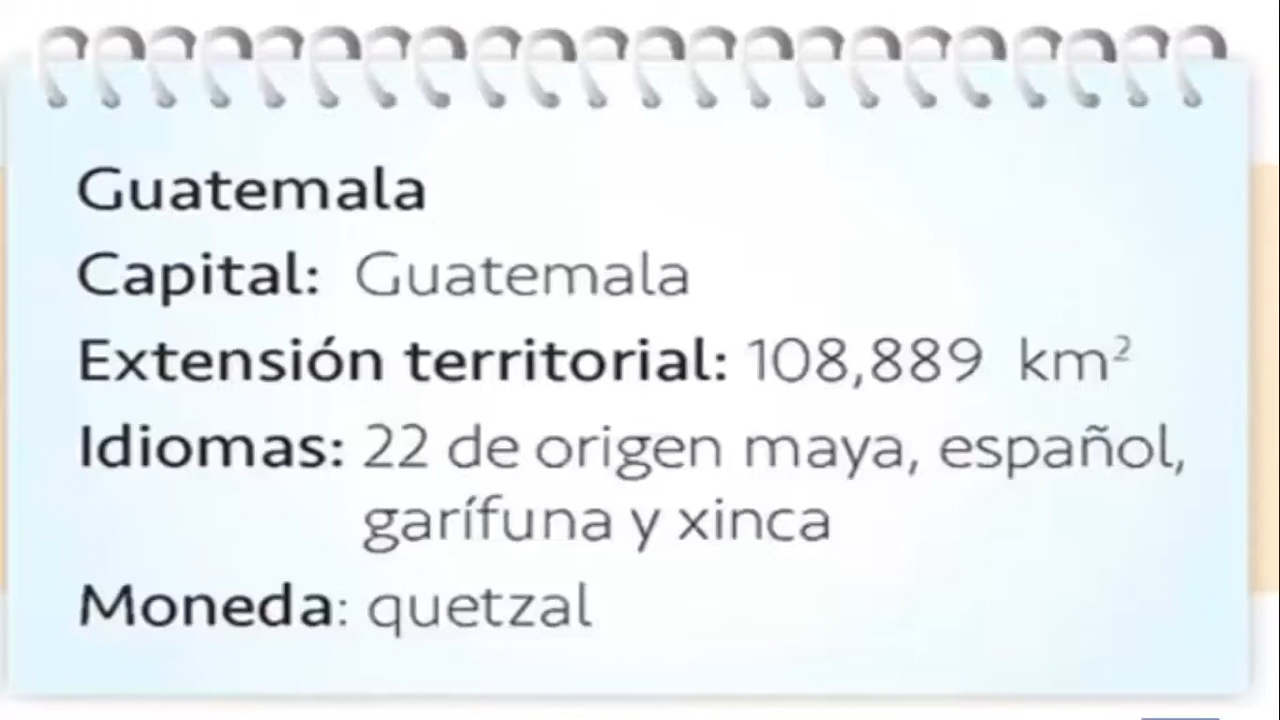 Guatemala
Capital: Guatemala
Extensión territorial: 108,889 km²
Idiomas: 22 de origen maya, español,
garífuna y xinca
Moneda: quetzal